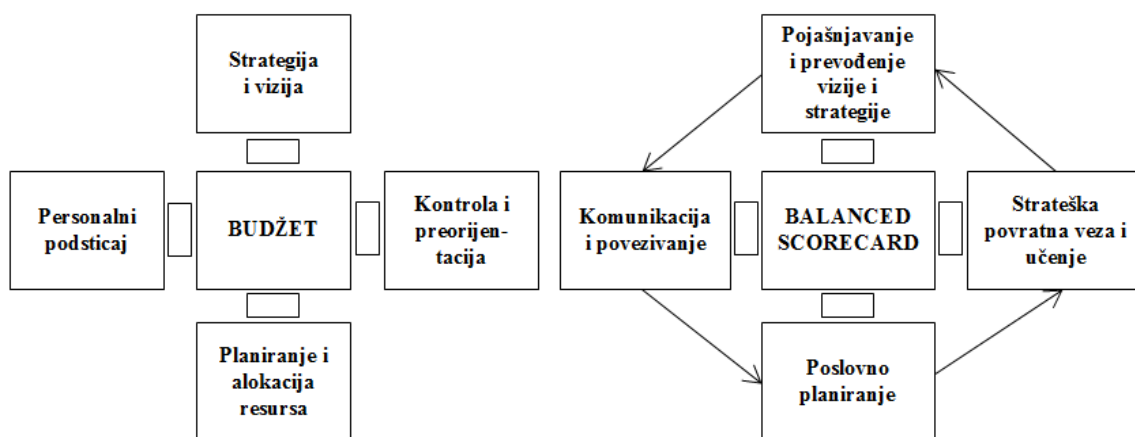 Strategija
i vizija
Personalni
podsticaj
BUDŽET
Kontrola i
preorijen-
tacija
Planiranje i
alokacija
resursa
Pojašnjavanje
i prevođenje
vizije i
strategije
Komunikacija
i povezivanje
BALANCED
SCORECARD
Strateška
povratna veza i
učenje
Poslovno
planiranje